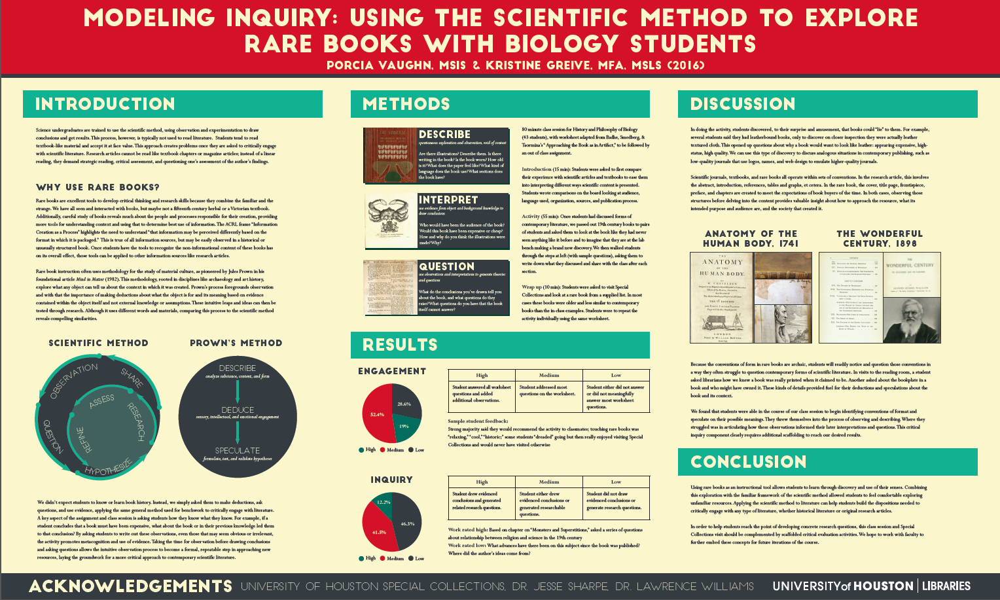 MODELING INQUIRY: USING THE SCIENTIFIC METHOD TO EXPLORE
RARE BOOKS WITH BIOLOGY STUDENTS
PORCIA VAUGHN, MSIS & KRISTINE GREIVE, MFA, MSLS (2016)
INTRODUCTION
Science undergraduates are trained to use the scientific method, using observation and experimentation to draw
conclusions and get results. This process, however, is typically not used to read literature. Students tend to read
textbook-like material and accept it at face value. This approach creates problems once they are asked to critically engage
with scientific literature. Research articles cannot be read like textbook chapters or magazine articles; instead of a linear
reading, they demand strategic reading, critical assessment, and questioning one's assessment of the author's findings.
WHY USE RARE BOOKS?
Rare books are excellent tools to develop critical thinking and research skills because they combine the familiar and the
strange. We have all seen and interacted with books, but maybe not a fifteenth century herbal or a Victorian textbook.
Additionally, careful study of books reveals much about the people and processes responsible for their creation, providing
more tools for understanding context and using that to determine best use of information. The ACRL frame "Information
Creation as a Process" highlights the need to understand "that information may be perceived differently based on the
format in which it is packaged." This is true of all information sources, but may be easily observed in a historical or
unusually structured book. Once students have the tools to recognize the non-informational content of these books has
on its overall effect, those tools can be applied to other information sources like research articles.
Rare book instruction often uses methodology for the study of material culture, as pioneered by Jules Prown in his
foundational article Mind in Matter (1982). This methodology, rooted in disciplines like archaeology and art history,
explore what any object can tell us about the context in which it was created. Prown's process foregrounds observation
and with that the importance of making deductions about what the object is for and its meaning based on evidence
contained within the object itself and not external knowledge or assumptions. These intuitive leaps and ideas can then be
tested through research. Although it uses different words and materials, comparing this process to the scientific method
reveals compelling similarities.
SCIENTIFIC METHOD
OBSERVATION
SHARE
ASSESS
RESEARCH
QUESTION
REFINE
HYPOTHESIZE
PROWN'S METHOD
DESCRIBE
analyze substance, content, and form
DEDUCE
sensory, intellectual, and emotional engagement
SPECULATE
formulate, test, and validate hypotheses
We didn't expect students to know or learn book history. Instead, we simply asked them to make deductions, ask
questions, and use evidence, applying the same general method used for benchwork to critically engage with literature.
A key aspect of the assignment and class session is asking students how they know what they know. For example, if a
student concludes that a book must have been expensive, what about the book or in their previous knowledge led them
to that conclusion? By asking students to write out these observations, even those that may seem obvious or irrelevant,
the activity promotes metacognition and use of evidence. Taking the time for observation before drawing conclusions
and asking questions allows the intuitive observation process to become a formal, repeatable step in approaching new
resources, laying the groundwork for a more critical approach to contemporary scientific literature.
METHODS
DESCRIBE
spontaneous exploration and observation, void of context
Are there illustrations? Describe them. Is there
writing in the book? Is the book worn? How old
is it? What does the paper feel like? What kind of
language does the book use? What sections does
the book have?
INTERPRET
use evidence from object and background knowledge to
draw conclusions
Who would have been the audience of the book?
Would this book have been expensive or cheap?
How and why do you think the illustrations were
made? Why?
QUESTION
use observations and interpretations to generate theories
and questions
What do the conclusions you've drawn tell you
about the book, and what questions do they
raise? What questions do you have that the book
itself cannot answer?
80 minute class session for History and Philosophy of Biology
(43 students), with worksheet adapted from Badhe, Smedberg, &
Taormina's "Approaching the Book as in Artifact," to be followed by
an out of class assignment.
Introduction (15 min): Students were asked to first compare
their experience with scientific articles and textbooks to ease them
into interpreting different ways scientific content is presented.
Students wrote comparisons on the board looking at audience,
language used, organization, sources, and publication process.
Activity (55 min): Once students had discussed forms of
contemporary literature, we passed out 19th century books to pairs
of students and asked them to look at the book like they had never
seen anything like it before and to imagine that they are at the lab
bench making a brand new discovery. We then walked students
through the steps at left (with sample questions), asking them to
write down what they discussed and share with the class after each
section.
Wrap up (10 min): Students were asked to visit Special
Collections and look at a rare book from a supplied list. In most
cases these books were older and less similar to contemporary
books than the in-class examples. Students were to repeat the
activity individually using the same worksheet.
RESULTS
ENGAGEMENT
28.6%
52.4%
19%
High Medium Low
High Medium Low
Student answered all worksheet
questions and added
additional observations.
Student addressed most
questions on the worksheet.
Student either did not answer
or did not meaningfully
answer most worksheet
questions.
Sample student feedback:
Strong majority said they would recommend the activity to classmates; touching rare books was
"relaxing," "cool," "historic;" some students "dreaded" going but then really enjoyed visiting Special
Collections and would never have visited otherwise
INQUIRY
12.2%
46.3%
41.5%
High Medium Low
High Medium Low
Student drew evidenced
conclusions and generated
related research questions.
Student either drew
evidenced conclusions or
generated researchable
questions.
Student did not draw
evidenced conclusions or
generate research questions.
Work rated high: Based on chapter on "Monsters and Superstitions," asked a series of questions
about relationship between religion and science in the 19th century
Work rated low: What advances have there been on this subject since the book was published?
Where did the author's ideas come from?
DISCUSSION
In doing the activity, students discovered, to their surprise and amusement, that books could "lie" to them. For example,
several students said they had leatherbound books, only to discover on closer inspection they were actually leather
textured cloth. This opened up questions about why a book would want to look like leather: appearing expensive, high-
status, high quality. We can use this type of discovery to discuss analogous situations in contemporary publishing, such as
low-quality journals that use logos, names, and web design to emulate higher-quality journals.
Scientific journals, textbooks, and rare books all operate within sets of conventions. In the research article, this involves
the abstract, introduction, references, tables and graphs, et cetera. In the rare book, the cover, title page, frontispiece,
preface, and chapters are created to meet the expectations of book buyers of the time. In both cases, observing those
structures before delving into the content provides valuable insight about how to approach the resource, what its
intended purpose and audience are, and the society that created it.
ANATOMY OF THE
HUMAN BODY, 1741
THE
ANATOMY
OF THE
HUMAN BODY.
THE WONDERFUL
CENTURY, 1898
WONDERFUL CENTURY
Because the conventions of form in rare books are archaic, students will readily notice and question those conventions in
a way they often struggle to question contemporary forms of scientific literature. In visits to the reading room, a student
asked librarians how we knew a book was really printed when it claimed to be. Another asked about the bookplate in a
book and who might have owned it. These kinds of details provided fuel for their deductions and speculations about the
book and its context.
We found that students were able in the course of our class session to begin identifying conventions of format and
speculate on their possible meanings. They threw themselves into the process of observing and describing. Where they
struggled was in articulating how these observations informed their later interpretations and questions. This critical
inquiry component clearly requires additional scaffolding to reach our desired results.
CONCLUSION
Using rare books as an instructional tool allows students to learn through discovery and use of their senses. Combining
this exploration with the familiar framework of the scientific method allowed students to feel comfortable exploring
unfamiliar resources. Applying the scientific method to literature can help students build the dispositions needed to
critically engage with any type of literature, whether historical literature or original research articles.
In order to help students reach the point of developing concrete research questions, this class session and Special
Collections visit should be complemented by scaffolded critical evaluation activities. We hope to work with faculty to
further embed these concepts for future iterations of the course.
ACKNOWLEDGEMENTS UNIVERSITY OF HOUSTON SPECIAL COLLECTIONS, DR. JESSE SHARPE, DR. LAWRENCE WILLIAMS
UNIVERSITY of HOUSTON | LIBRARIES